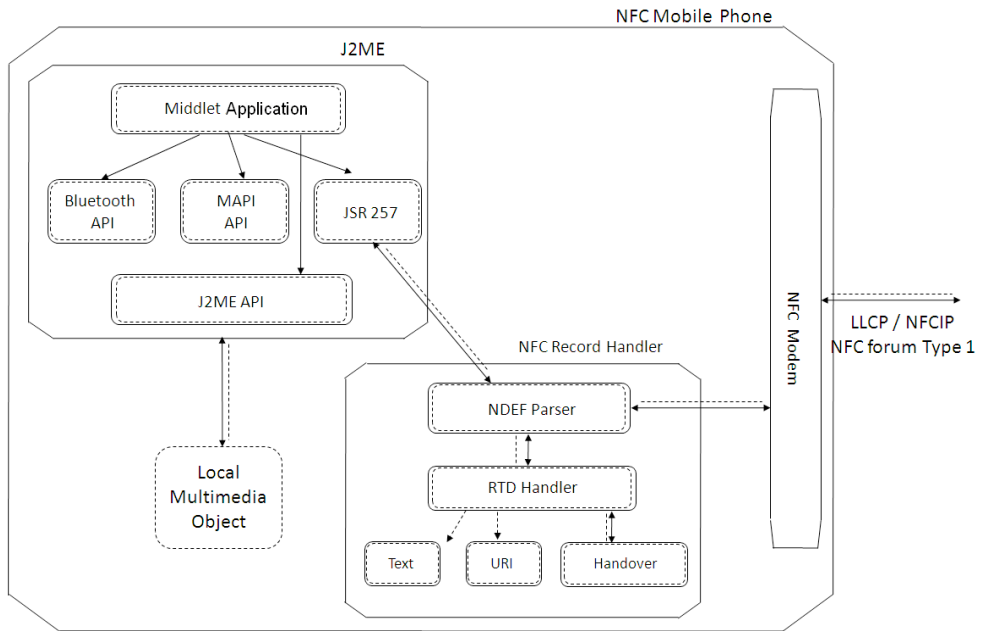 NFC Mobile Phone
J2ME
Middlet Application
Bluetooth
API
MAPI
API
JSR 257
J2ME API
NFC Modem
LLCP / NFCIP
NFC forum Type 1
NFC Record Handler
NDEF Parser
Local
Multimedia
Object
RTD Handler
Text
URI
Handover